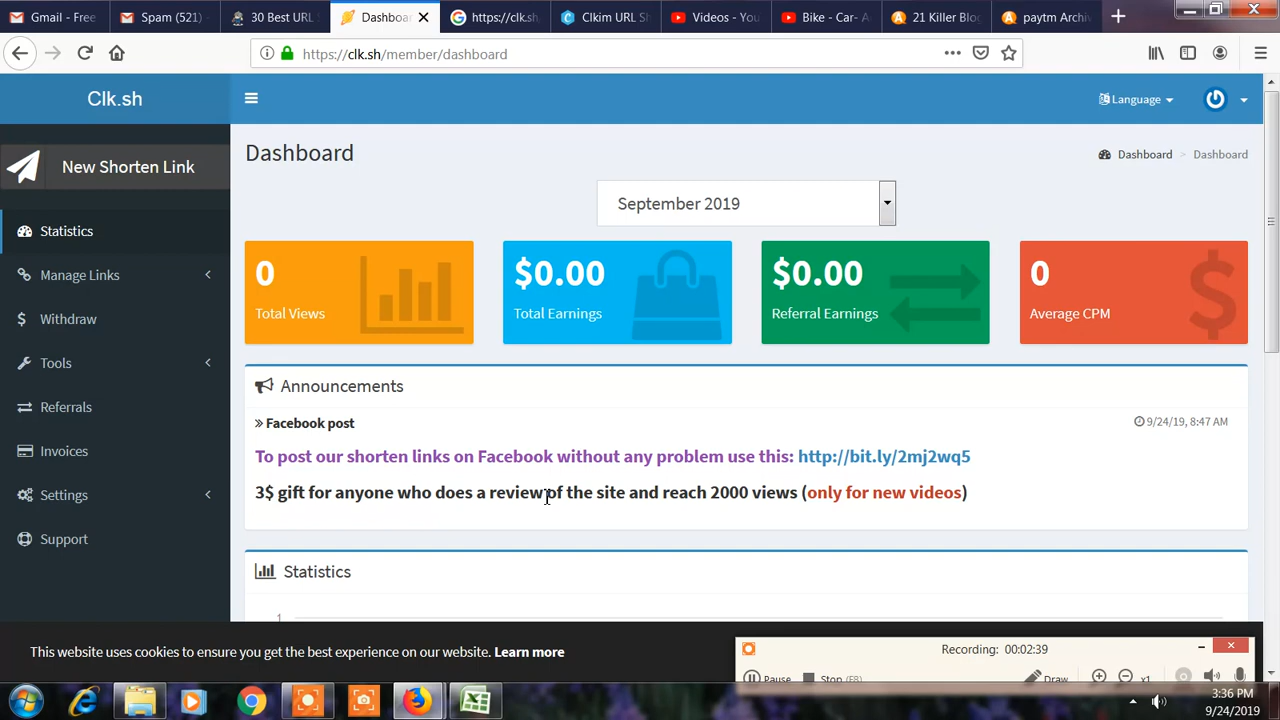 Gmail - Free
Spam (521)
30 Best URL
Dashboar
https://clk.sh
Clkim URL Sh
Videos - You
Bike - Car- A
21 Killer Blo
paytm Archiv
https://clk.sh/member/dashboard
Clk.sh
Language
New Shorten Link
Dashboard
Dashboard > Dashboard
September 2019
Statistics
Manage Links
Withdraw
Tools
Referrals
Invoices
Settings
Support
0
Total Views
$0.00
Total Earnings
$0.00
Referral Earnings
0
Average CPM
Announcements
» Facebook post
9/24/19, 8:47 AM
To post our shorten links on Facebook without any problem use this: http://bit.ly/2mj2wq5
3$ gift for anyone who does a review of the site and reach 2000 views (only for new videos)
Statistics
1
This website uses cookies to ensure you get the best experience on our website. Learn more
Recording: 00:02:39
Pause
Stop (F8)
Draw
x1
3:36 PM
9/24/2019